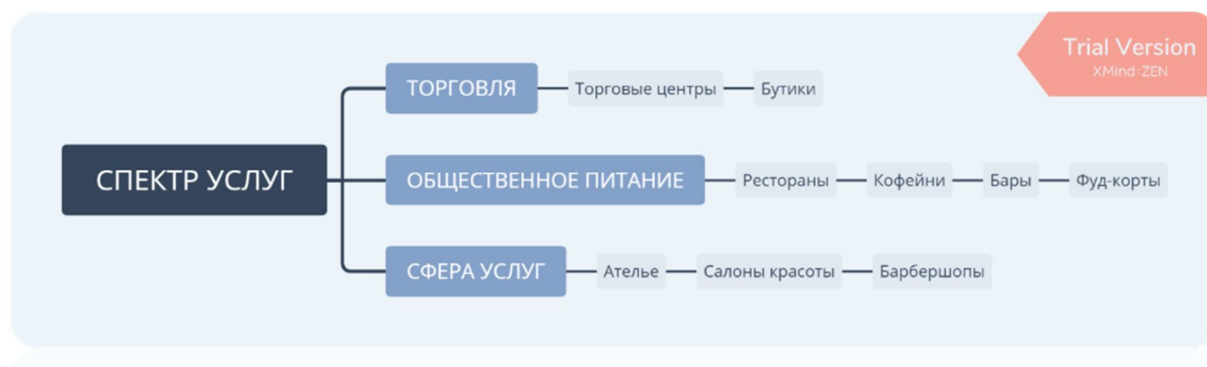 Trial Version
XMind:ZEN
ТОРГОВЛЯ Торговые центры Бутики
СПЕКТР УСЛУГ
ОБЩЕСТВЕННОЕ ПИТАНИЕ Рестораны Кофейни Бары Фуд-корты
СФЕРА УСЛУГ Ателье Салоны красоты Барбершопы